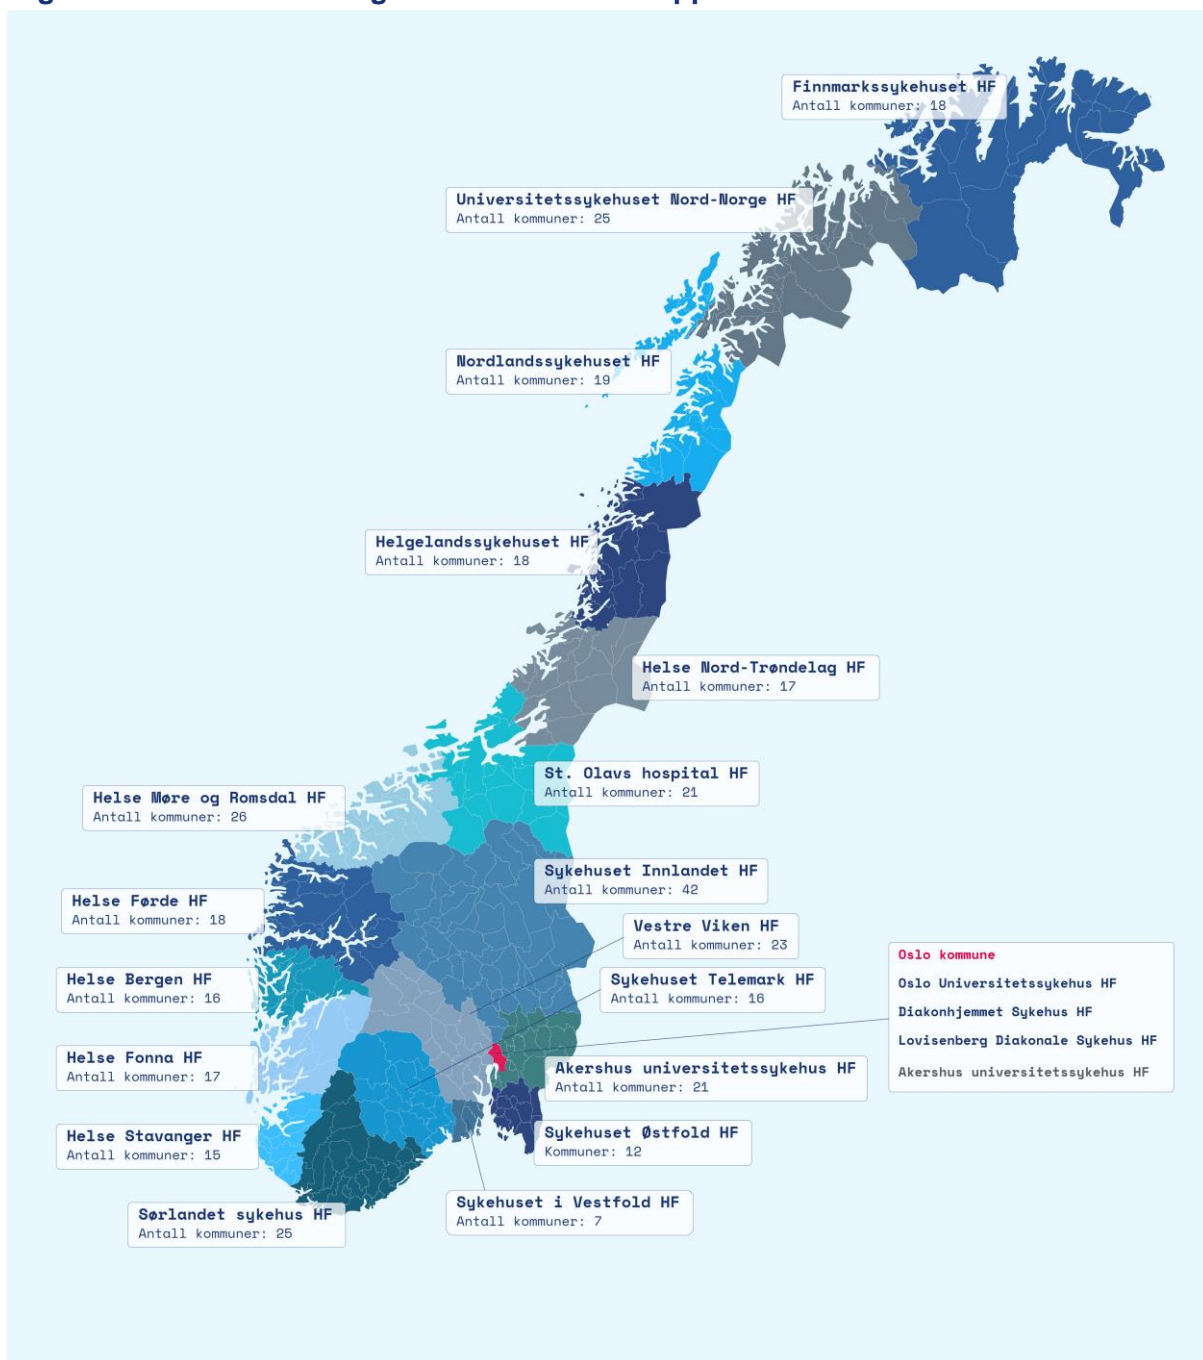 Finnmarkssykehuset HF
Antall kommuner: 18
Universitetssykehuset Nord-Norge HF
Antall kommuner: 25
Nordlandssykehuset HF
Antall kommuner: 19
Helgelandssykehuset HF
Antall kommuner: 18
Helse Nord-Trøndelag HF
Antall kommuner: 17
St. Olavs hospital HF
Antall kommuner: 21
Helse Møre og Romsdal HF
Antall kommuner: 26
Sykehuset Innlandet HF
Antall kommuner: 42
Helse Førde HF
Antall kommuner: 18
Vestre Viken HF
Antall kommuner: 23
Oslo kommune
Oslo Universitetssykehus HF
Diakonhjemmet Sykehus HF
Lovisenberg Diakonale Sykehus HF
Akershus universitetssykehus HF
Helse Bergen HF
Antall kommuner: 16
Sykehuset Telemark HF
Antall kommuner: 16
Helse Fonna HF
Antall kommuner: 17
Akershus universitetssykehus HF
Antall kommuner: 21
Helse Stavanger HF
Antall kommuner: 15
Sykehuset Østfold HF
Kommuner: 12
Sykehuset i Vestfold HF
Antall kommuner: 7
Sørlandet sykehus HF
Antall kommuner: 25